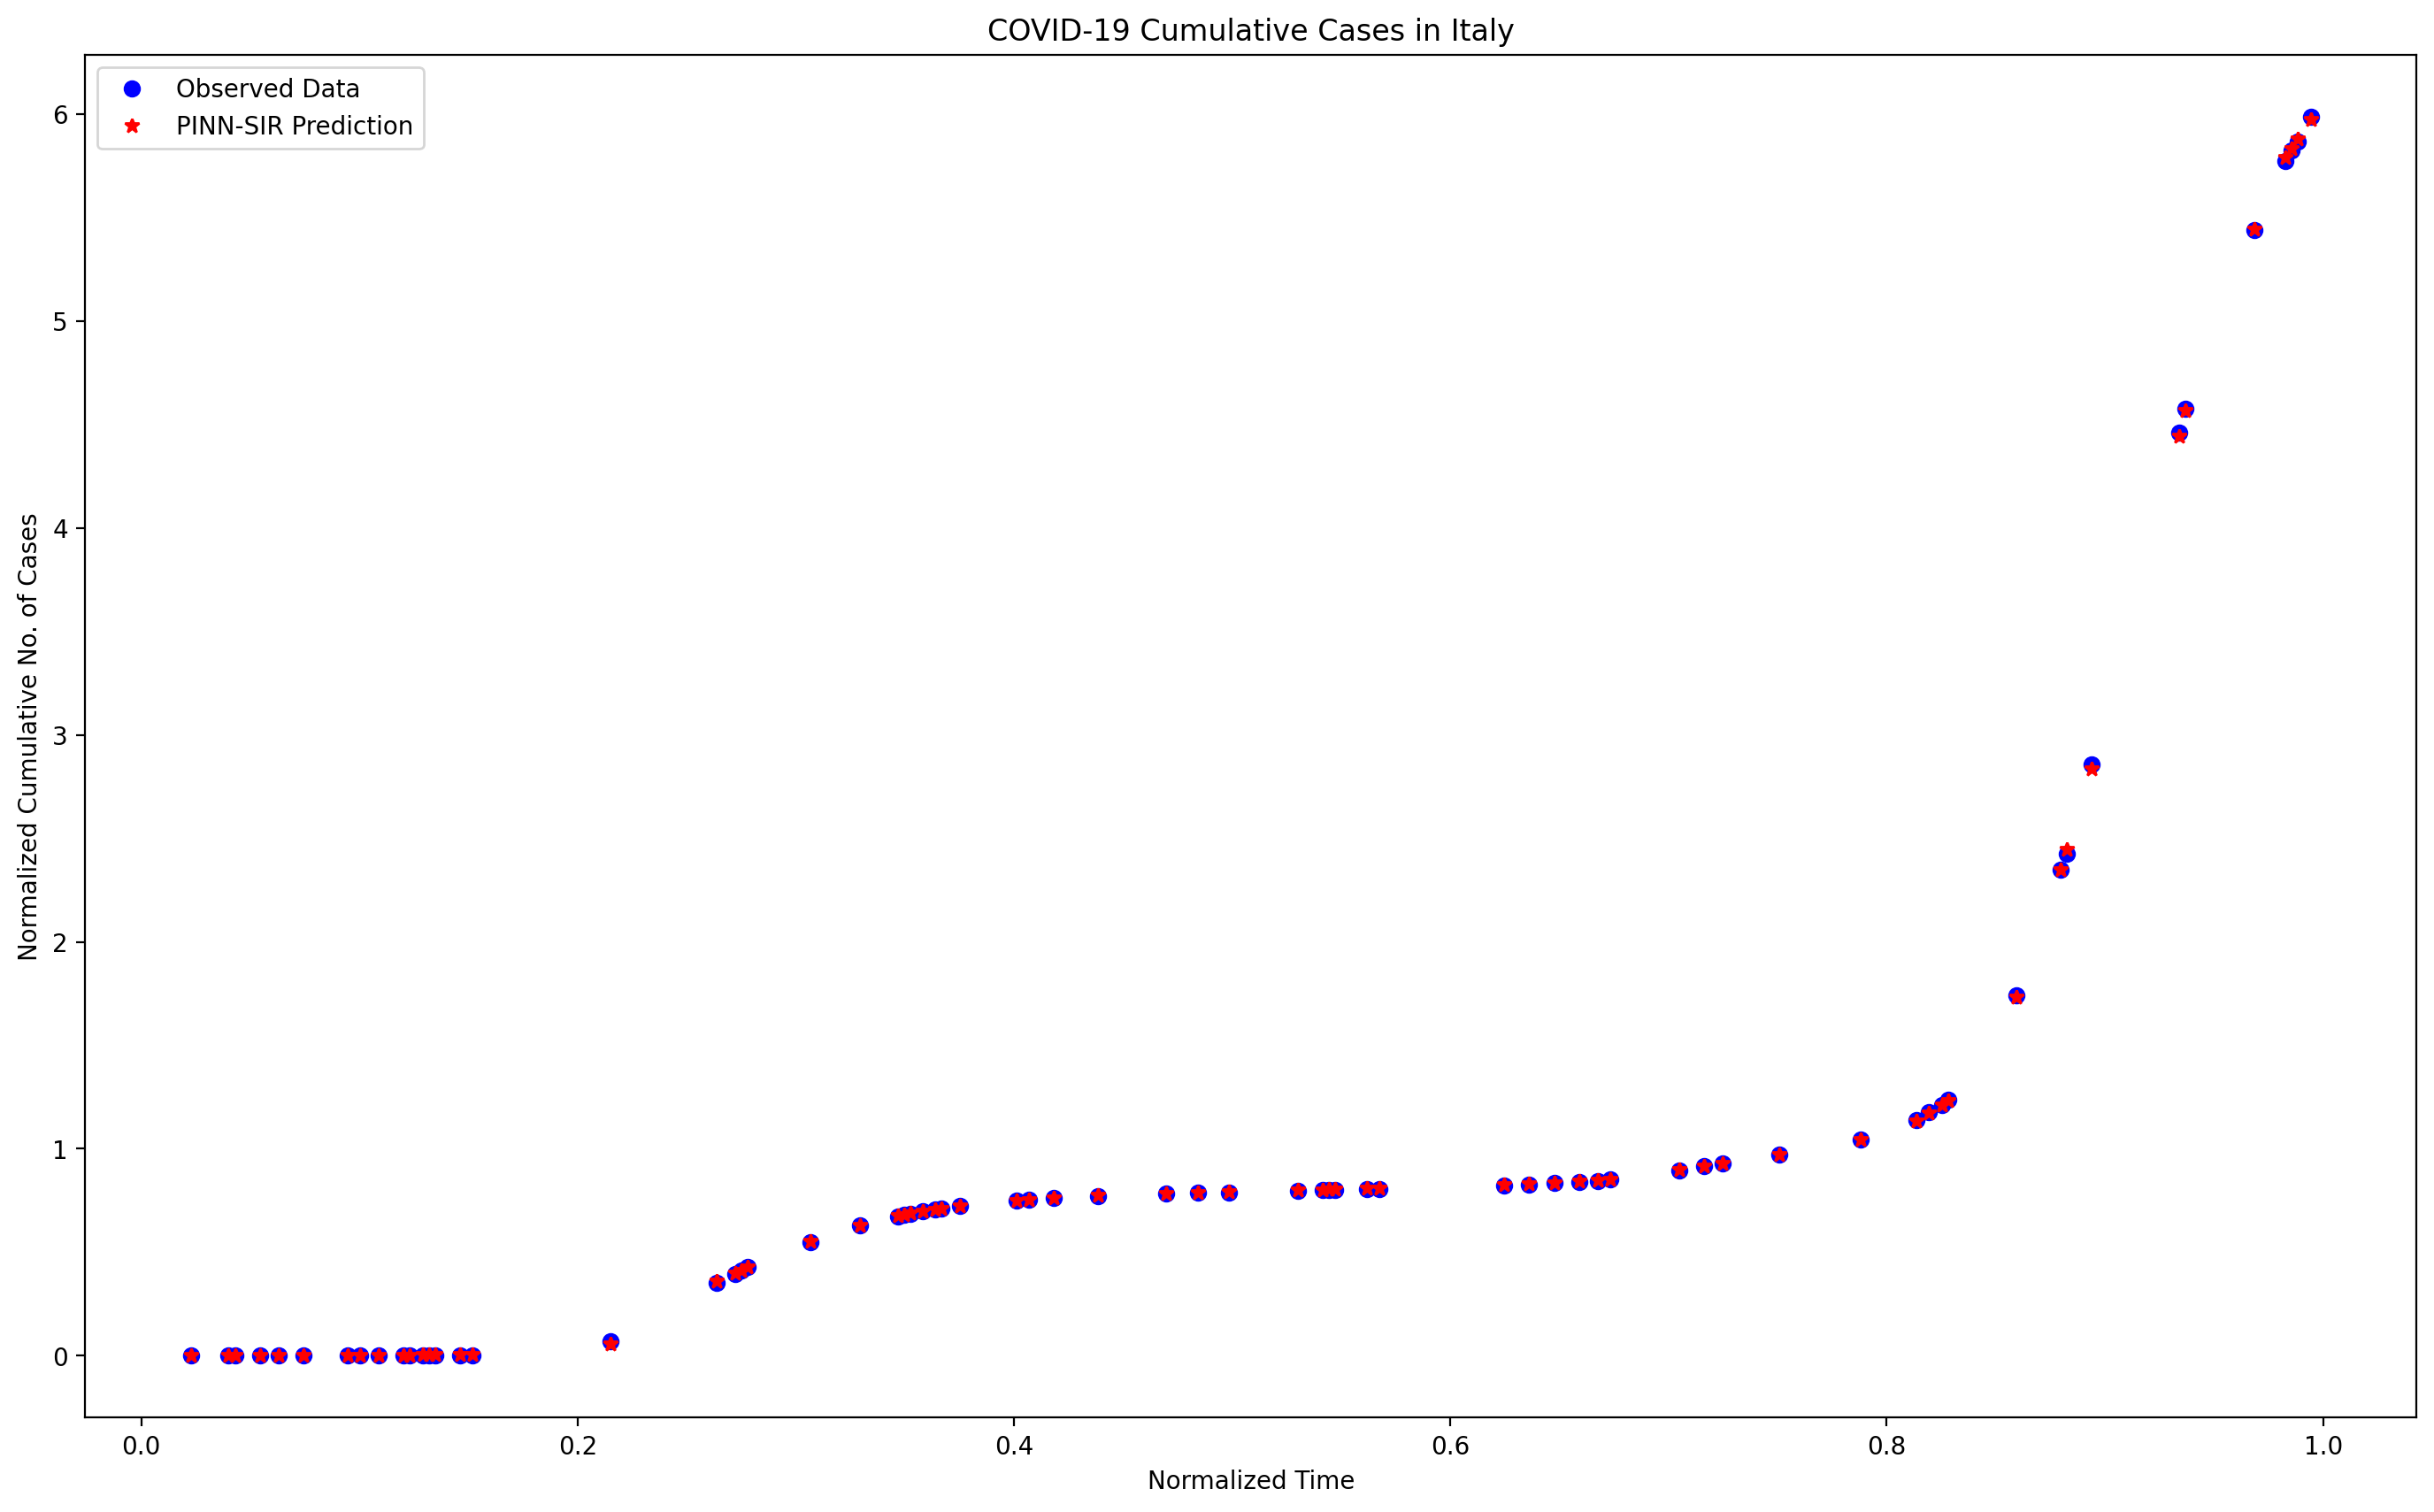 COVID-19 Cumulative Cases in Italy
Observed Data
PINN-SIR Prediction
Normalized Cumulative No. of Cases
6
5
4
3
2
1
0
0.0 0.2 0.4 0.6 0.8 1.0
Normalized Time